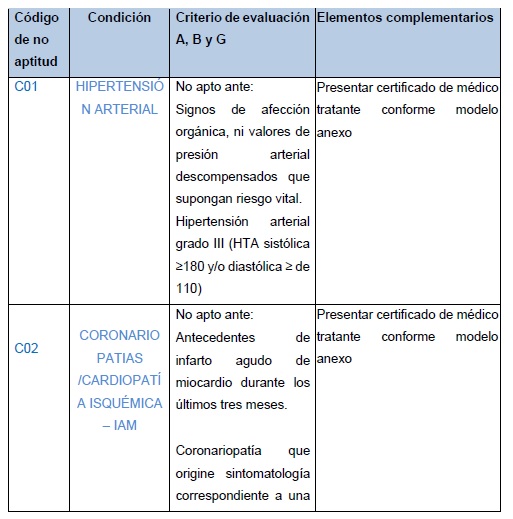 Código
de no
aptitud
Condición
Criterio de evaluación
A, B y G
Elementos complementarios
C01
HIPERTENSIÓ
N ARTERIAL
No apto ante:
Signos de afección
orgánica, ni valores de
presión arterial
descompensados que
supongan riesgo vital.
Hipertensión arterial
grado III (HTA sistólica
≥180 y/o diastólica ≥ de
110)
Presentar certificado de médico
tratante conforme modelo
anexo
C02
CORONARIO
PATIAS
/CARDIOPATÍ
A ISQUÉMICA
– IAM
No apto ante:
Antecedentes de
infarto agudo de
miocardio durante los
últimos tres meses.
Coronariopatía que
origine sintomatología
correspondiente a una
Presentar certificado de médico
tratante conforme modelo
anexo